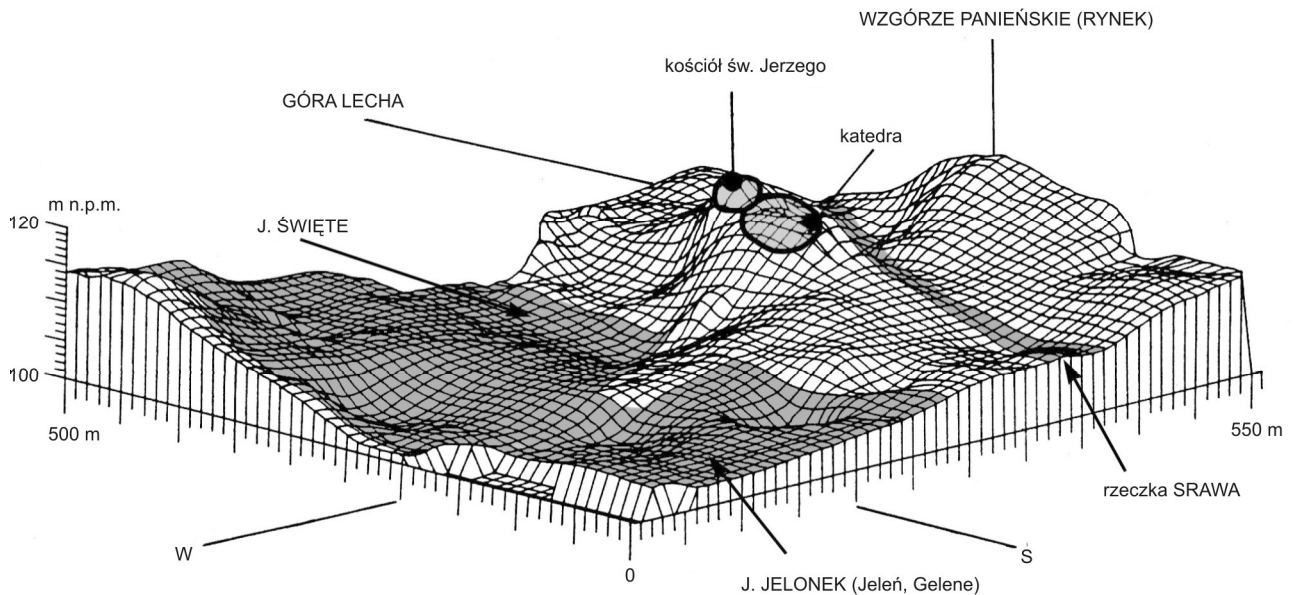 WZGÓRZE PANIEŃSKIE (RYNEK)
kościół św. Jerzego
GÓRA LECHA
katedra
m n.p.m.
120
J. ŚWIĘTE
100
500 m
550 m
rzeczka SRAWA
W
S
0
J. JELONEK (Jeleń, Gelene)